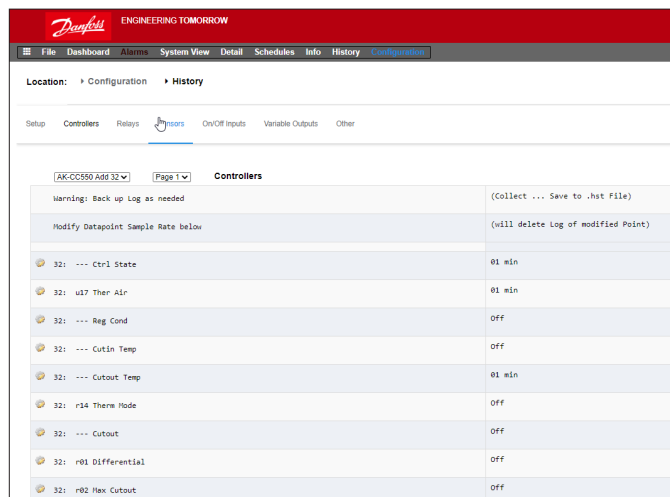 Danfoss ENGINEERING TOMORROW
File Dashboard Alarms System View Detail Schedules Info History Configuration
Location: Configuration History
Setup Controllers Relays Sensors On/Off Inputs Variable Outputs Other
AK-CC550 Add 32 Page 1 Controllers
Warning: Back up Log as needed (Collect ... Save to .hst File)
Modify Datapoint Sample Rate below (will delete Log of modified Point)
32: --- Ctrl State 01 min
32: u17 Ther Air 01 min
32: --- Reg Cond Off
32: --- Cutin Temp Off
32: --- Cutout Temp 01 min
32: r14 Therm Mode Off
32: --- Cutout Off
32: r01 Differential Off
32: r02 Max Cutout Off